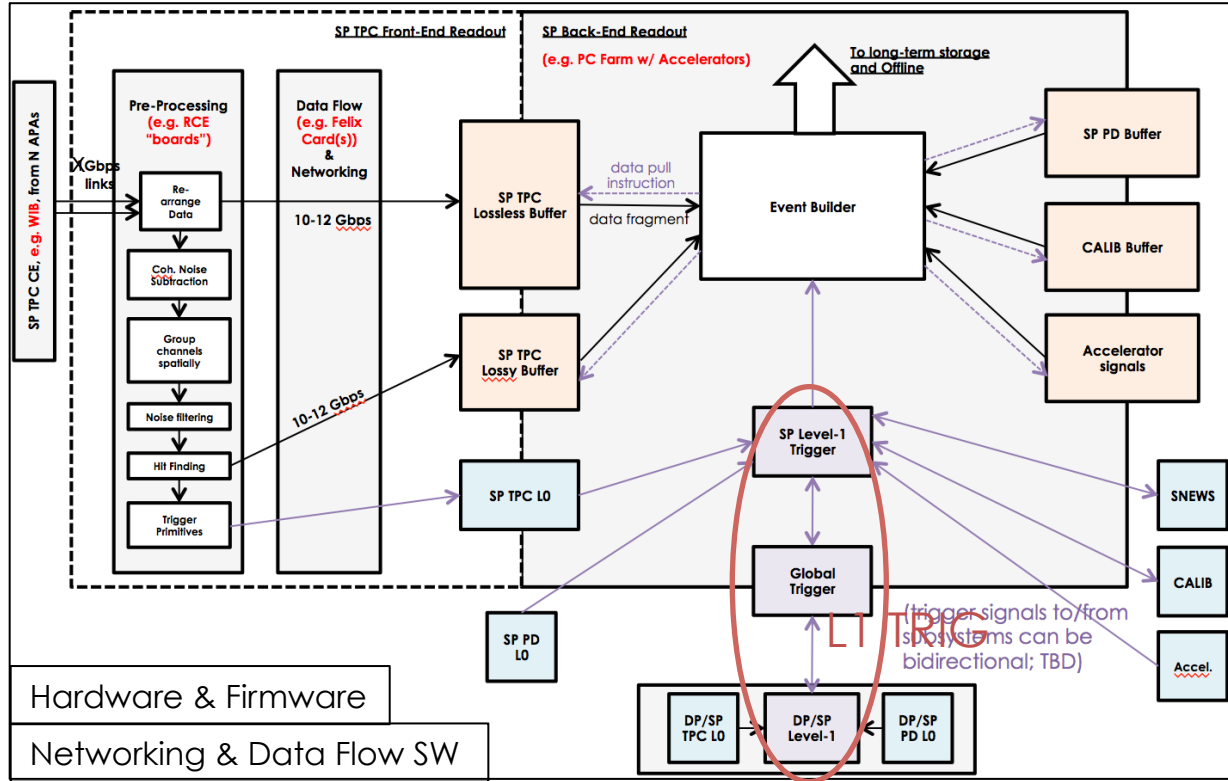 SP TPC Front-End Readout
SP Back-End Readout
(e.g. PC Farm w/ Accelerators)
To long-term storage
and Offline
SP TPC CE, e.g. WIB, from N APAs
XGbps
links
Pre-Processing
(e.g. RCE
"boards")
Re-
arrange
Data
Coh. Noise
Subtraction
Group
channels
spatially
Noise filtering
Hit Finding
Trigger
Primitives
Data Flow
(e.g. Felix
Card(s))
&
Networking
10-12 Gbps
10-12 Gbps
SP TPC
Lossless Buffer
SP TPC
Lossy Buffer
SP TPC L0
data pull
instruction
data fragment
Event Builder
SP PD Buffer
CALIB Buffer
Accelerator
signals
SP Level-1
Trigger
Global
Trigger
SNEWS
CALIB
Accel.
SP PD
L0
L1 TRIG
(trigger signals to/from
subsystems can be
bidirectional; TBD)
DP/SP
TPC L0
DP/SP
Level-1
DP/SP
PD L0
Hardware & Firmware
Networking & Data Flow SW